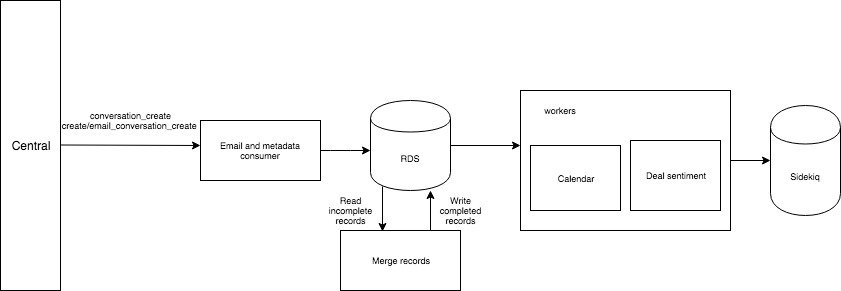 Central
conversation_create
create/email_conversation_create
Email and metadata
consumer
RDS
Read
incomplete
records
Write
completed
records
Merge records
workers
Calendar
Deal sentiment
Sidekiq